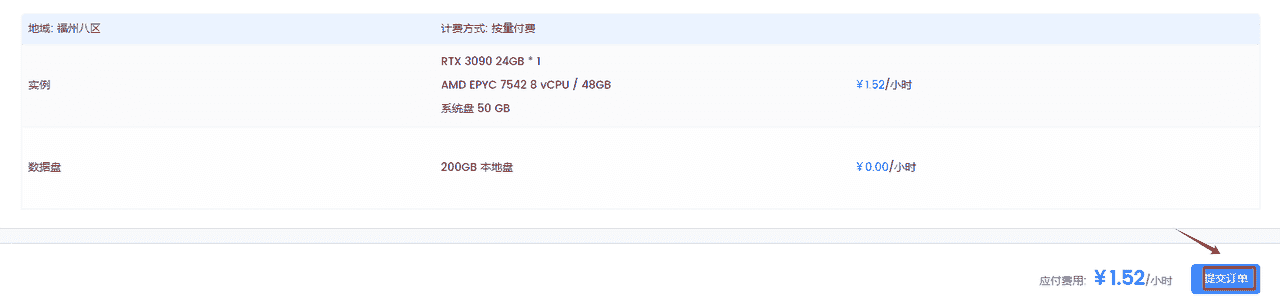 地域: 福州八区 计费方式: 按量付费
RTX 3090 24GB * 1
实例 AMD EPYC 7542 8 vCPU / 48GB ¥1.52/小时
系统盘 50 GB
数据盘 200GB 本地盘 ¥0.00/小时
应付费用: ¥1.52/小时 提交订单